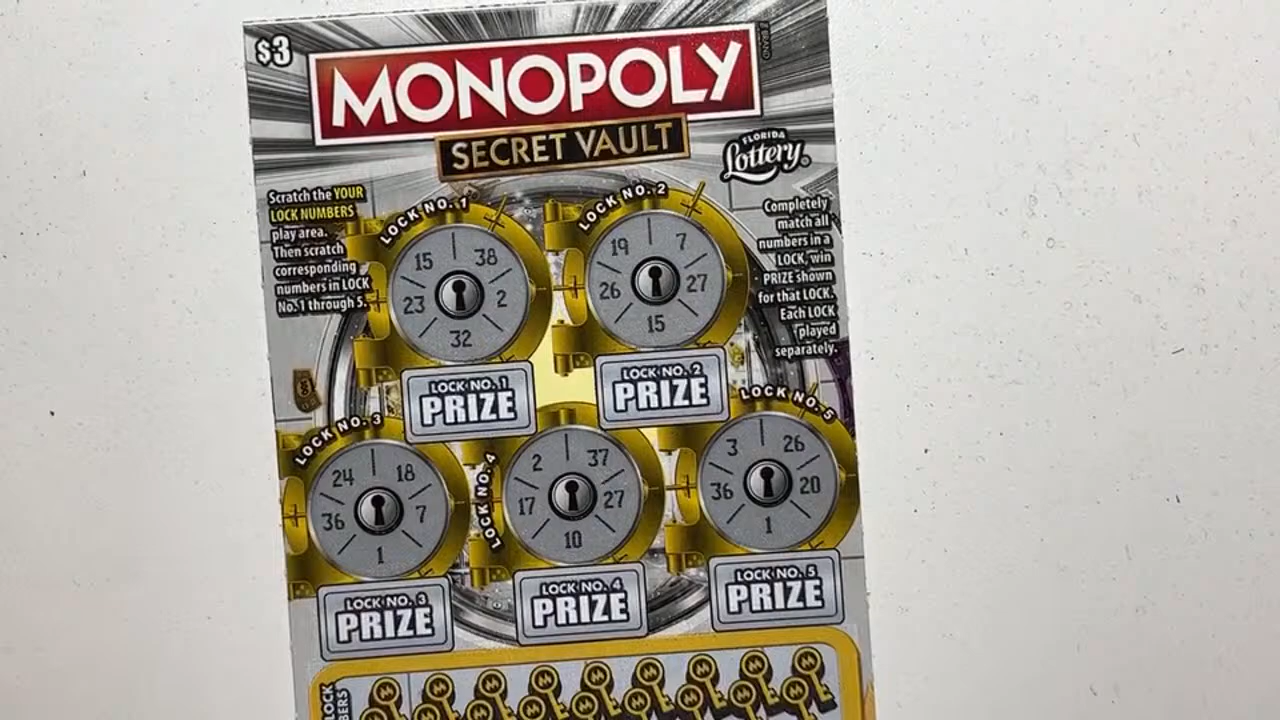 $3
MONOPOLY
BRAND
SECRET VAULT
FLORIDA
Lottery®
Scratch the YOUR
LOCK NUMBERS
play area.
Then scratch
corresponding
numbers in LOCK
No. 1 through 5.
Completely
match all
numbers in a
LOCK, win
PRIZE shown
for that LOCK.
Each LOCK
played
separately.
LOCK NO. 1
15 38
23 2
32
LOCK NO. 1
PRIZE
LOCK NO. 2
19 7
26 27
15
LOCK NO. 2
PRIZE
LOCK NO. 3
24 18
36 7
1
LOCK NO. 3
PRIZE
LOCK NO. 4
2 37
17 27
10
LOCK NO. 4
PRIZE
LOCK NO. 5
3 26
36 20
1
LOCK NO. 5
PRIZE
LOCK